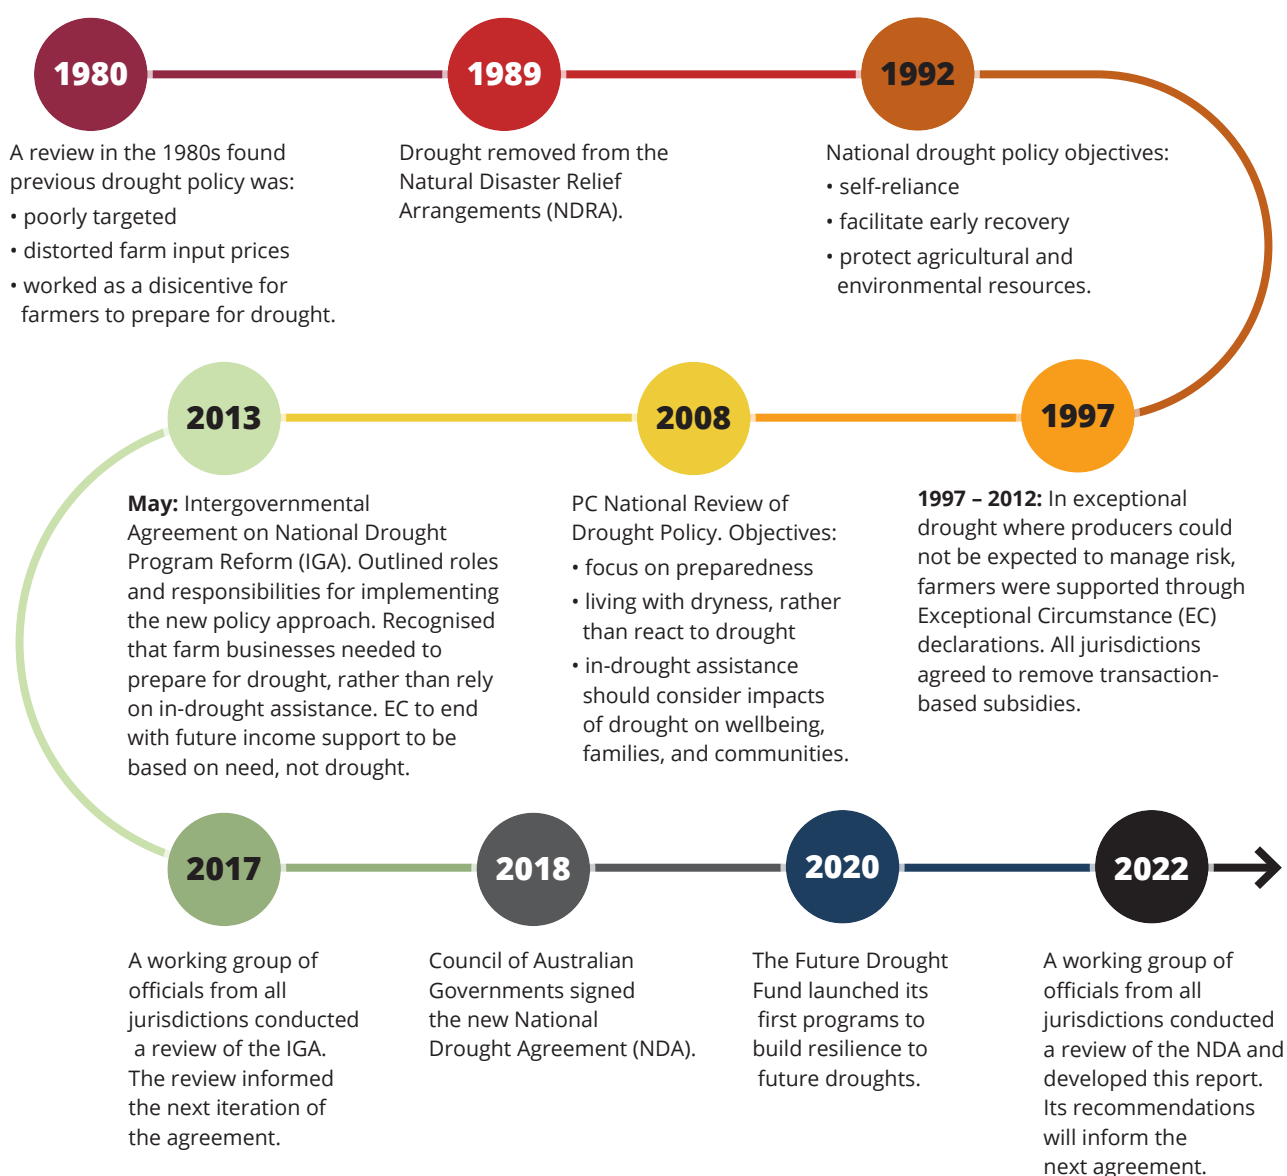 1980
A review in the 1980s found
previous drought policy was:
• poorly targeted
• distorted farm input prices
• worked as a disicentive for
farmers to prepare for drought.
1989
Drought removed from the
Natural Disaster Relief
Arrangements (NDRA).
1992
National drought policy objectives:
• self-reliance
• facilitate early recovery
• protect agricultural and
environmental resources.
1997
1997 – 2012: In exceptional
drought where producers could
not be expected to manage risk,
farmers were supported through
Exceptional Circumstance (EC)
declarations. All jurisdictions
agreed to remove transaction-
based subsidies.
2008
PC National Review of
Drought Policy. Objectives:
• focus on preparedness
• living with dryness, rather
than react to drought
• in-drought assistance
should consider impacts
of drought on wellbeing,
families, and communities.
2013
May: Intergovernmental
Agreement on National Drought
Program Reform (IGA). Outlined roles
and responsibilities for implementing
the new policy approach. Recognised
that farm businesses needed to
prepare for drought, rather than rely
on in-drought assistance. EC to end
with future income support to be
based on need, not drought.
2017
A working group of
officials from all
jurisdictions conducted
a review of the IGA.
The review informed
the next iteration of
the agreement.
2018
Council of Australian
Governments signed
the new National
Drought Agreement (NDA).
2020
The Future Drought
Fund launched its
first programs to
build resilience to
future droughts.
2022
A working group of
officials from all
jurisdictions conducted
a review of the NDA and
developed this report.
Its recommendations
will inform the
next agreement.